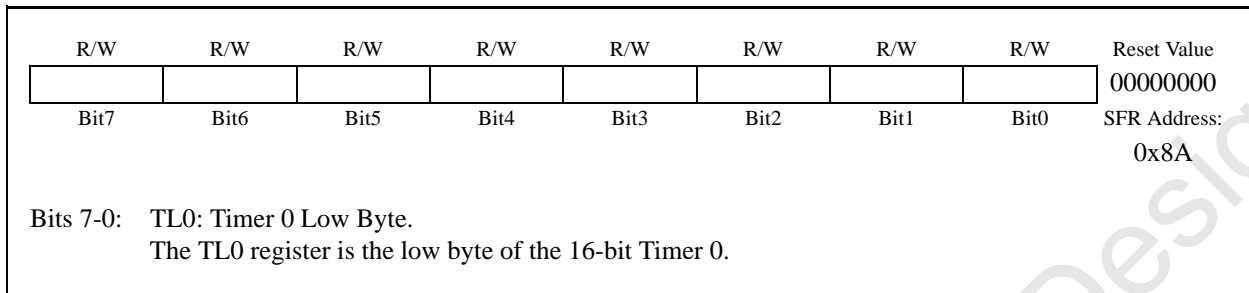 R/W R/W R/W R/W R/W R/W R/W R/W Reset Value
00000000
Bit7 Bit6 Bit5 Bit4 Bit3 Bit2 Bit1 Bit0 SFR Address:
0x8A
Bits 7-0: TL0: Timer 0 Low Byte.
The TL0 register is the low byte of the 16-bit Timer 0.